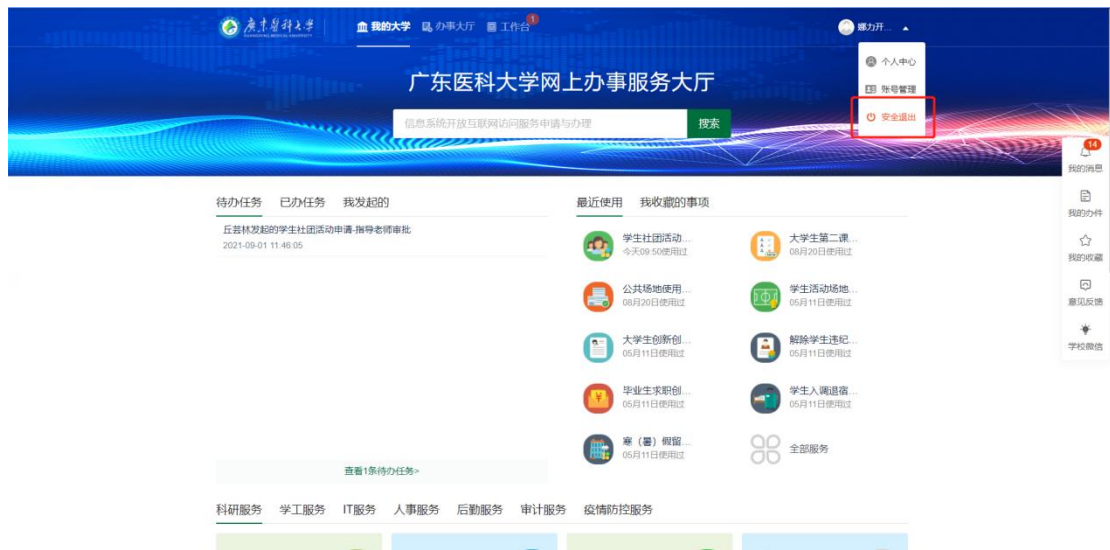 广东医科大学
GUANGDONG MEDICAL UNIVERSITY
我的大学 办事大厅 工作台 1
娜力开...
个人中心
账号管理
安全退出
广东医科大学网上办事服务大厅
信息系统开放互联网访问服务申请与办理 搜索
14
我的消息
我的办件
我的收藏
意见反馈
学校微信
待办任务 已办任务 我发起的
丘芸林发起的学生社团活动申请-指导老师审批
2021-09-01 11:46:05
查看1条待办任务>
最近使用 我收藏的事项
学生社团活动...
今天09:50使用过
大学生第二课...
08月20日使用过
公共场地使用...
08月20日使用过
学生活动场地...
05月11日使用过
大学生创新创...
05月11日使用过
解除学生违纪...
05月11日使用过
毕业生求职创...
05月11日使用过
学生入调退宿...
05月11日使用过
寒（暑）假留...
05月11日使用过
全部服务
科研服务 学工服务 IT服务 人事服务 后勤服务 审计服务 疫情防控服务